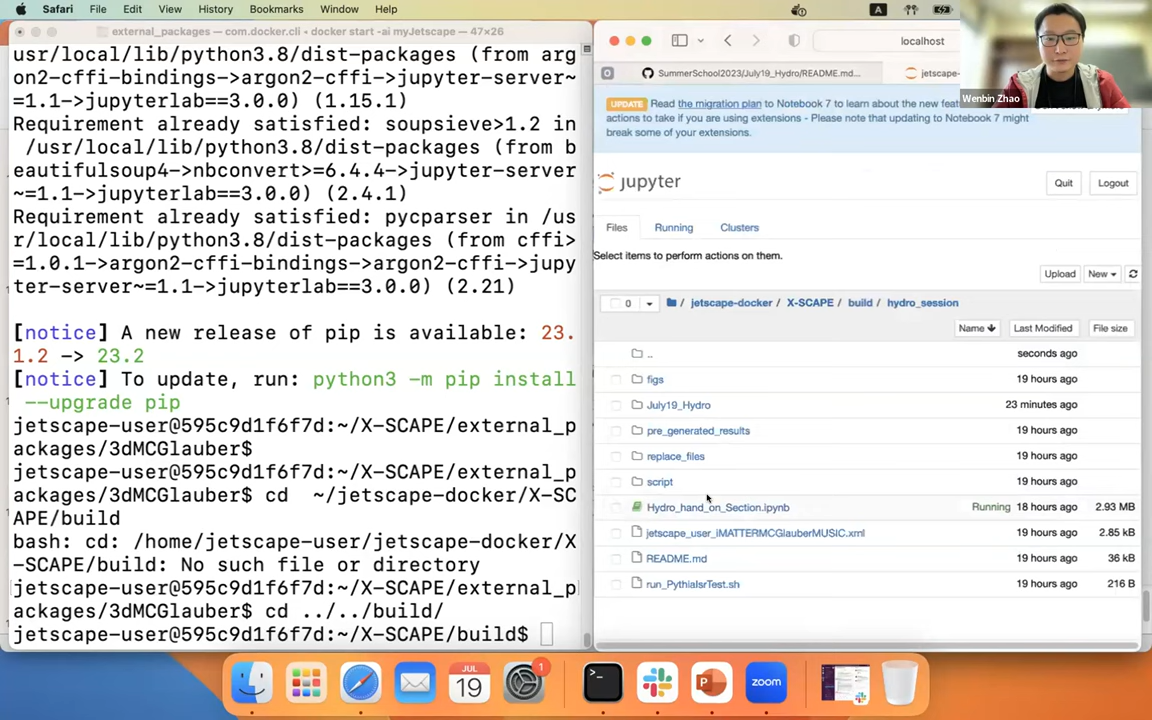 Safari File Edit View History Bookmarks Window Help
A
external_packages — com.docker.cli - docker start -ai myJetscape — 47×26
usr/local/lib/python3.8/dist-packages (from arg
on2-cffi-bindings->argon2-cffi->jupyter-server~
=1.1->jupyterlab==3.0.0) (1.15.1)
Requirement already satisfied: soupsieve>1.2 in
/usr/local/lib/python3.8/dist-packages (from b
eautifulsoup4->nbconvert>=6.4.4->jupyter-server
~=1.1->jupyterlab==3.0.0) (2.4.1)
Requirement already satisfied: pycparser in /us
r/local/lib/python3.8/dist-packages (from cffi>
=1.0.1->argon2-cffi-bindings->argon2-cffi->jupy
ter-server~=1.1->jupyterlab==3.0.0) (2.21)
[notice] A new release of pip is available: 23.
1.2 -> 23.2
[notice] To update, run: python3 -m pip install
--upgrade pip
jetscape-user@595c9d1f6f7d:~/X-SCAPE/external_p
ackages/3dMCGlauber$
jetscape-user@595c9d1f6f7d:~/X-SCAPE/external_p
ackages/3dMCGlauber$ cd ~/jetscape-docker/X-SC
APE/build
bash: cd: /home/jetscape-user/jetscape-docker/X
-SCAPE/build: No such file or directory
jetscape-user@595c9d1f6f7d:~/X-SCAPE/external_p
ackages/3dMCGlauber$ cd ../../build/
jetscape-user@595c9d1f6f7d:~/X-SCAPE/build$
localhost
SummerSchool2023/July19_Hydro/README.md...
jetscape-
Wenbin Zhao
UPDATE Read the migration plan to Notebook 7 to learn about the new fea
actions to take if you are using extensions - Please note that updating to Notebook 7 might
break some of your extensions.
jupyter
Quit Logout
Files Running Clusters
Select items to perform actions on them.
Upload New
0 / jetscape-docker / X-SCAPE / build / hydro_session
Name Last Modified File size
.. seconds ago
figs 19 hours ago
July19_Hydro 23 minutes ago
pre_generated_results 19 hours ago
replace_files 19 hours ago
script 19 hours ago
Hydro_hand_on_Section.ipynb Running 18 hours ago 2.93 MB
jetscape_user_iMATTERMCGlauberMUSIC.xml 19 hours ago 2.85 kB
README.md 19 hours ago 36 kB
run_PythiaIsrTest.sh 19 hours ago 216 B
JUL
19
1
zoom